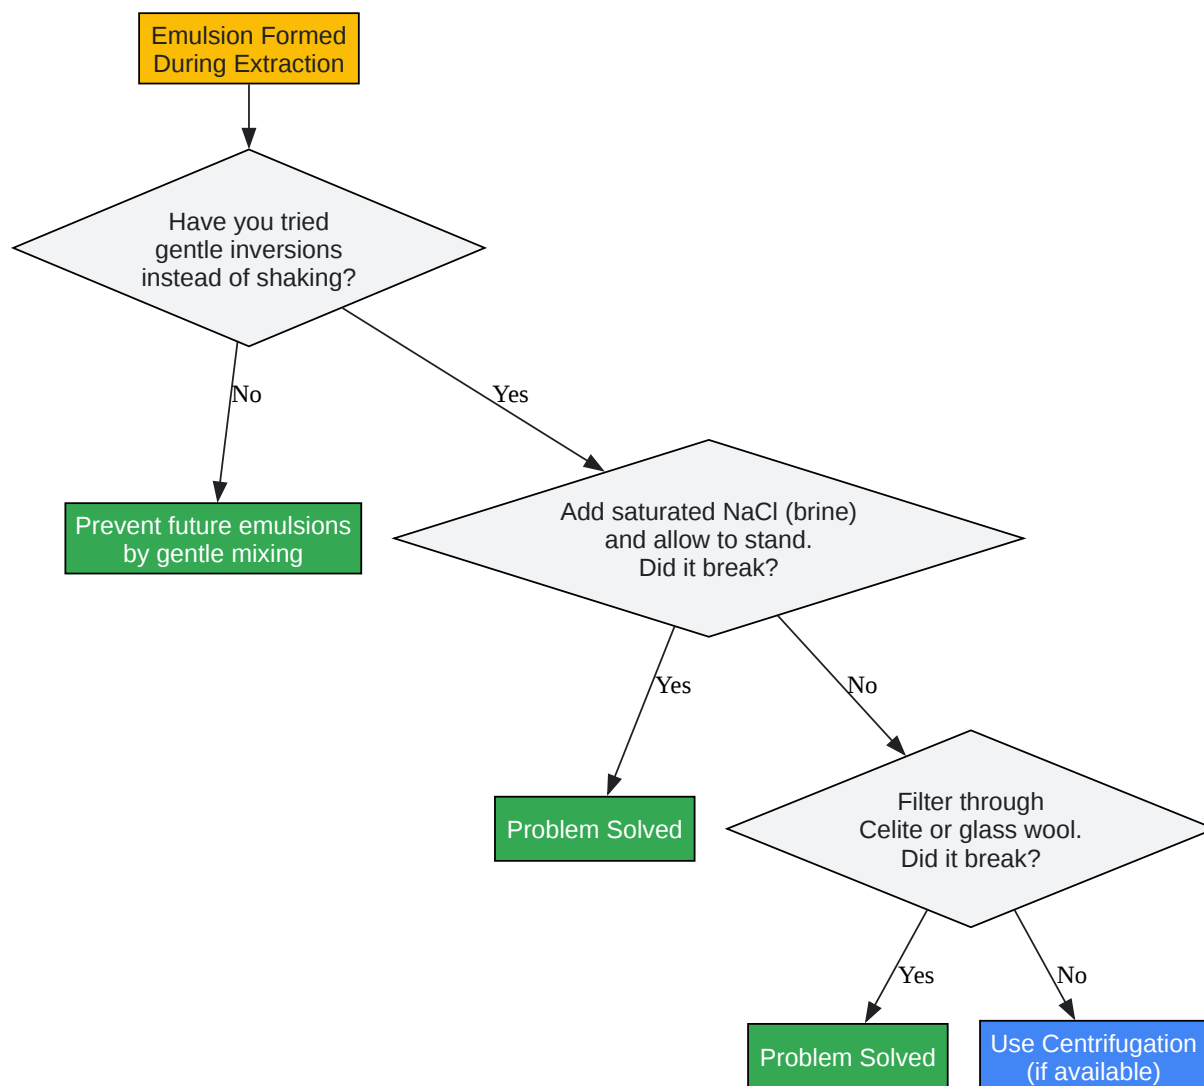 Emulsion Formed
During Extraction
Have you tried
gentle inversions
instead of shaking?
No
Yes
Prevent future emulsions
by gentle mixing
Add saturated NaCl (brine)
and allow to stand.
Did it break?
Yes
No
Problem Solved
Filter through
Celite or glass wool.
Did it break?
Yes
No
Problem Solved
Use Centrifugation
(if available)